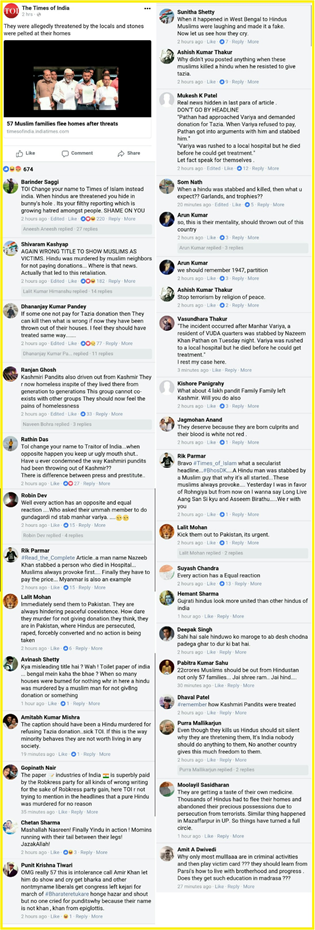 The Times of India
2 hrs
They were allegedly threatened by the locals and stones
were pelted at their homes
57 Muslim families flee homes after threats
timesofindia.indiatimes.com
Like Comment Share
674
Barinder Saggi
TOI Change your name to Times of Islam instead
India. When hindus are threatened you hide in
bunny's hole . Its your filthy reporting which is
growing hatred amongst people. SHAME ON YOU
2 hours ago · Edited · Like · 220 · Reply · More
27 replies
Shivaram Kashyap
AGAIN WRONG TITLE TO SHOW MUSLIMS AS
VICTIMS. Hindu was murdered by muslim neighbors
for not paying donations... Where is that news.
Actually that led to this retaliation.
2 hours ago · Edited · Like · 182 · Reply · More
Lalit Kumar Himanshu replied · 14 replies
Dhananjay Kumar Pandey
If some one not pay for Tazia donation then They
can kill then what is wrong if now they have been
thrown out of their houses. I feel they should have
treated same way.......
2 hours ago · Edited · Like · 77 · Reply · More
Dhananjay Kumar Pa... replied · 11 replies
Ranjan Ghosh
Kashmiri Pandits also driven out from Kashmir They
r now homeless inspite of they lived there from
generation to generations This group cannot co
exists with other groups They should now feel the
pains of homelessness
2 hours ago · Edited · Like · 35 · Reply · More
replied · 3 replies
Rathin Das
Toi change your name to Traitor of India...when
opposite happen you keep ur ugly mouth shut..
Have u ever condemned the way Kashmiri pundits
had been throwing out of Karhmir??
There is difference between press and prestitute..
2 hours ago · Like · 27 · Reply · More
Robin Dev
Well every action has an opposite and equal
reaction .... Who asked their ummah member to do
gundagardi nd stab manhar variya. .....
2 hours ago · Like · 15 · Reply · More
Robin Dev replied · 4 replies
Rik Parmar
#Read_the_Complete Article..a man name Nazeeb
Khan stabbed a person who died in Hospital...
Muslims always provoke first.... Finally they have to
pay the price... Myanmar is also an example
2 hours ago · Like · 15 · Reply · More
Lalit Mohan
Immediately send them to Pakistan. They are
always hindering peaceful coexistence. How dare
they murder for not giving donation they think, they
are in Pakistan, where Hindus are persecuted,
raped, forcefully converted and no action is being
taken
2 hours ago · Like · 6 · Reply · More
Avinash Shetty
Kya misleading title hai ? Wah ! Toilet paper of india
... bengal mein kaha the bhai ? When so many
houses were burned for nothing whr in here a hindu
was murdered by a muslim man for not giving
donation or something
1 hour ago · Like · 1 · Reply · More
Amitabh Kumar Mishra
The caption should have been a Hindu murdered for
refusing Tazia donation..sick TOI. If this is the way
minority behaves they are not worth living in any
society.
19 minutes ago · Like · 1 · Reply · More
Gopinath Nair
The paper industries of India is superbly paid
by the Robkress party for all kinds of wrong writing
for the sake of Robkress party gain, here TOI r not
trying to mention in the headlines that a pure Hindu
was murdered for no reason
35 minutes ago · Like · Reply · More
Chetan Sharma
Mashallah Nasreen! Finally Yindu in action ! Momins
running with their tail between their legs!
JazakAllah!
2 hours ago · Like · 3 · Reply · More
Punit Krishna Tiwari
OMG really 57 this is intolerance call Amir Khan let
him do show and cry get bharka and other
nontmyname liberals get congress left kejari for
march of #Bharateretukara honge hazar and shout
but no one cried for punditswhy because their name
is not khan , khan from epiglottis.
2 hours ago · Like · 1 · Reply · More
Sunitha Shetty
When it happened in West Bengal to Hindus
Muslims were laughing and made it a fake.
Now let us see how they cry.
2 hours ago · Like · 7 · Reply · More
Ashish Kumar Thakur
Why didn't you posted anything when these
muslims killed a hindu when he resisted to give
tazia.
2 hours ago · Like · 9 · Reply · More
Mukesh K Patel
Real news hidden in last para of article .
DON'T GO BY HEADLINE
"Pathan had approached Variya and demanded
donation for Tazia. When Variya refused to pay,
Pathan got into arguments with him and stabbed
him."
"Variya was rushed to a local hospital but he died
before he could get treatment."
Let fact speak for themselves .
2 hours ago · Edited · Like · 12 · Reply · More
Som Nath
When a hindu was stabbed and killed, then what u
expect?? Garlands, and trophies??
20 minutes ago · Edited · Like · 5 · Reply · More
Arun Kumar
so, this is their mentality, should thrown out of this
country
2 hours ago · Like · 3 · Reply · More
Arun Kumar replied · 3 replies
Arun Kumar
we should remember 1947, partition
2 hours ago · Like · 3 · Reply · More
Ashish Kumar Thakur
Stop terrorism by religion of peace.
2 hours ago · Like · 3 · Reply · More
Vasundhara Thakur
"The incident occurred after Manhar Variya, a
resident of VUDA quarters was stabbed by Nazeem
Khan Pathan on Tuesday night. Variya was rushed
to a local hospital but he died before he could get
treatment."
I rest my case here.
9 minutes ago · Like · Reply · More
Kishore Panigrahy
What about 4 lakh pandit Family Family left
Kashmir. Will you do also
2 hours ago · Like · 2 · Reply · More
Jagmohan Anand
They deserve because they are born culprits and
their blood is white not red .
2 hours ago · Like · 1 · Reply · More
Rik Parmar
Bravo #Times_of_Islam what a secularist
headline...#BhosDK....A Hindu man was stabbed by
a Muslim guy that why it's all started...These
muslims always provoke.... Yesterday I was in favor
of Rohngiya but from now on I wanna say Long Live
Aang San Si kyu and Asseem Birathu.....We r with
you
2 hours ago · Like · 1 · Reply · More
Lalit Mohan
Kick them out to Pakistan, its urgent.
2 hours ago · Like · 1 · Reply · More
Lalit Mohan replied · 2 replies
Suyash Chandra
Every action has a Equal reaction
2 hours ago · Edited · Like · 13 · Reply · More
Hemant Sharma
Gujrati hindus look more united than other hindus of
india
1 hour ago · Like · Reply · More
Deepak Singh
Sahi hai sale hinduwo ko maroge to ab desh chodna
padega ghar to dur ki bat hai
3 hours ago · Like · Reply · More
Pabitra Kumar Sahu
22crores Muslims should be out from Hindustan
not only 57 families... Jai shree ram.. Jai hind....
30 minutes ago · Like · Reply · More
Dhaval Patel
#remember how Kashmiri Pandits were treated
2 hours ago · Like · 2 · Reply · More
Purra Mallikarjun
Even though they kills us Hindus should sit silent
why they are threatening them, It's India nobody
should do anything to them, No another country
gives this much freedom to them.
2 hours ago · Like · 2 · Reply · More
Purra Mallikarjun replied · 2 replies
Moolayil Sasidharan
They are getting a taste of their own medicine.
Thousands of Hindus had to flee their homes and
abandoned their precious possessions due to
persecution from terrorists. Similar thing happened
in Mazaffarpur in UP. So things have turned a full
circle.
1 hour ago · Like · Reply · More
Amit A Dwivedi
Why only most mulllaaa are in criminal activities
and then play victim card ??? they should learn from
Parsi's how to live with brotherhood and progress .
Does they get such education in madrasa ???
27 minutes ago · Like · Reply · More